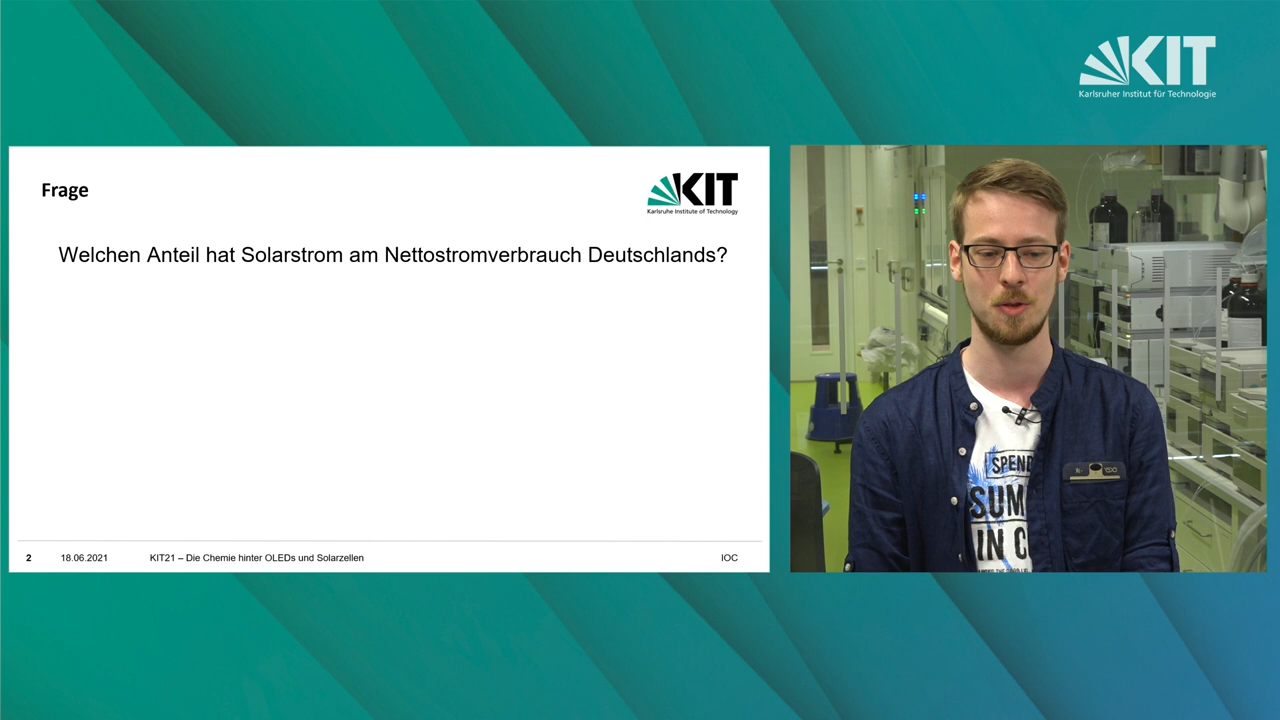 KIT
Karlsruher Institut für Technologie
Frage
KIT
Karlsruhe Institute of Technology
Welchen Anteil hat Solarstrom am Nettostromverbrauch Deutschlands?
2 18.06.2021 KIT21 – Die Chemie hinter OLEDs und Solarzellen IOC
SPEND
SUM
IN C